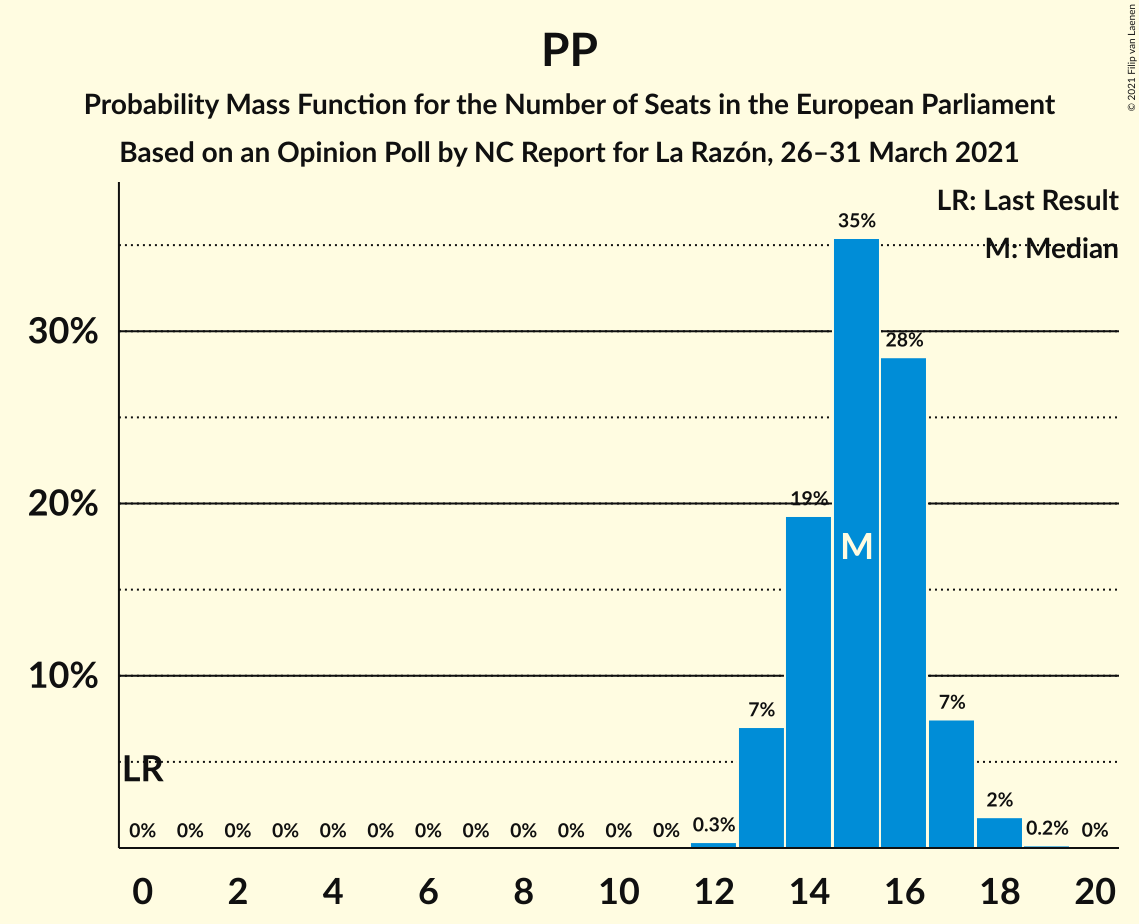 PP
Probability Mass Function for the Number of Seats in the European Parliament
Based on an Opinion Poll by NC Report for La Razón, 26–31 March 2021
© 2021 Filip van Laenen
LR: Last Result
M: Median
35%
30%
28%
20%
19%
M
10%
7%
7%
LR
2%
0% 0% 0% 0% 0% 0% 0% 0% 0% 0% 0% 0% 0.3% 0.2% 0%
0 2 4 6 8 10 12 14 16 18 20